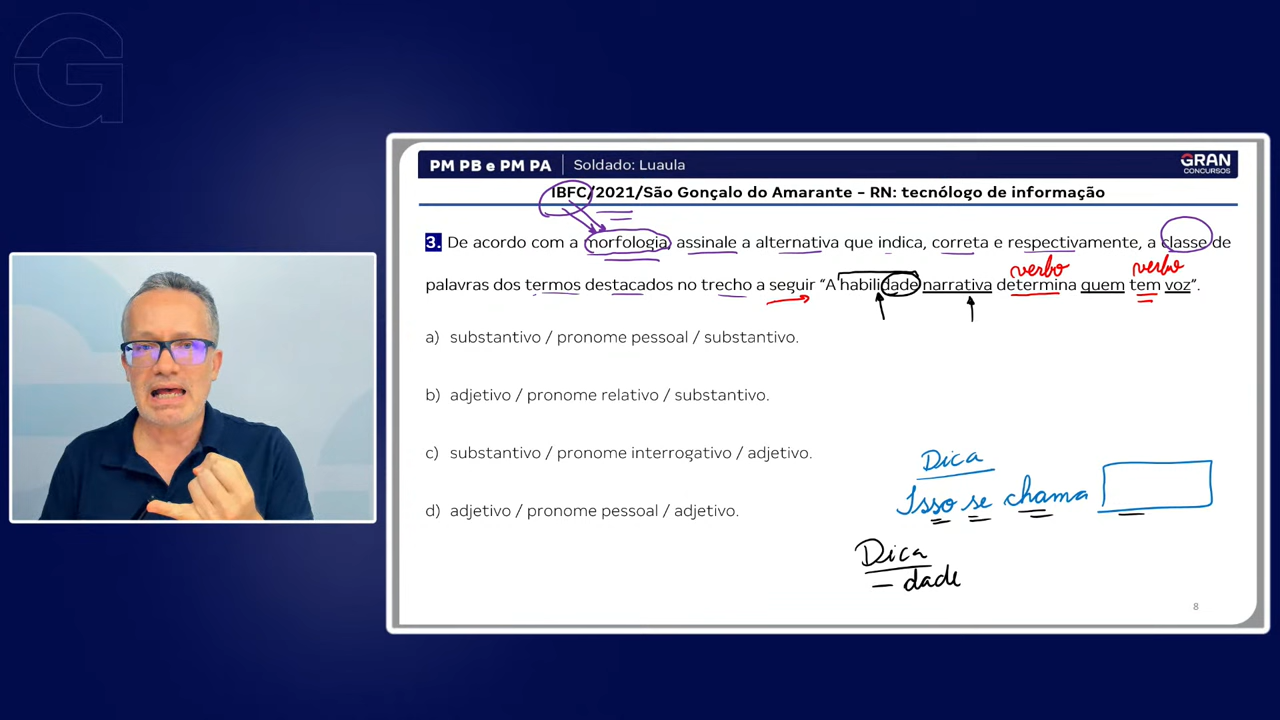 PM PB e PM PA | Soldado: Luaula
GRAN
CONCURSOS
IBFC/2021/São Gonçalo do Amarante – RN: tecnólogo de informação
3. De acordo com a morfologia, assinale a alternativa que indica, correta e respectivamente, a classe de
verbo verbo
palavras dos termos destacados no trecho a seguir “A habilidade narrativa determina quem tem voz”.
a) substantivo / pronome pessoal / substantivo.
b) adjetivo / pronome relativo / substantivo.
c) substantivo / pronome interrogativo / adjetivo.
Dica
Isso se chama
d) adjetivo / pronome pessoal / adjetivo.
Dica
– dade
8